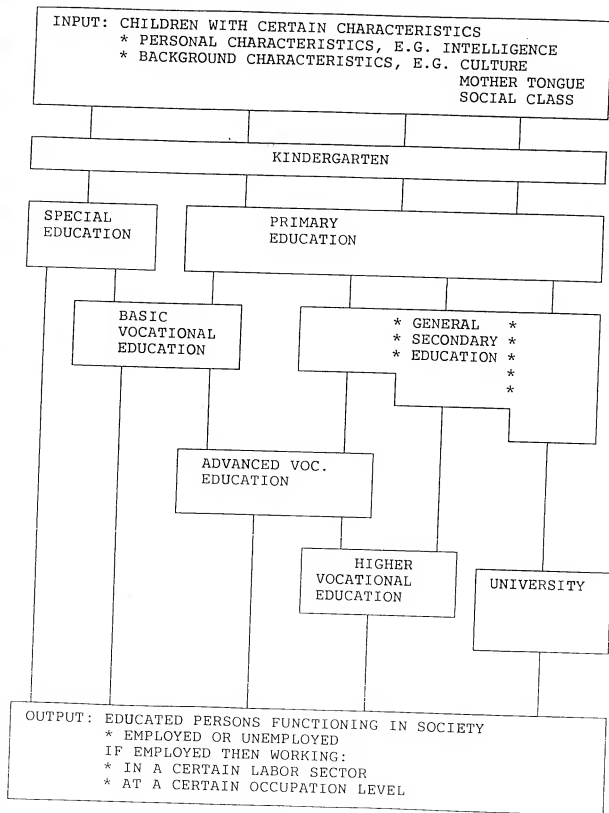 INPUT: CHILDREN WITH CERTAIN CHARACTERISTICS
* PERSONAL CHARACTERISTICS, E.G. INTELLIGENCE
* BACKGROUND CHARACTERISTICS, E.G. CULTURE
MOTHER TONGUE
SOCIAL CLASS
KINDERGARTEN
SPECIAL
EDUCATION
PRIMARY
EDUCATION
BASIC
VOCATIONAL
EDUCATION
* GENERAL *
* SECONDARY *
* EDUCATION *
*
*
ADVANCED VOC.
EDUCATION
HIGHER
VOCATIONAL
EDUCATION
UNIVERSITY
OUTPUT: EDUCATED PERSONS FUNCTIONING IN SOCIETY
* EMPLOYED OR UNEMPLOYED
IF EMPLOYED THEN WORKING:
* IN A CERTAIN LABOR SECTOR
* AT A CERTAIN OCCUPATION LEVEL